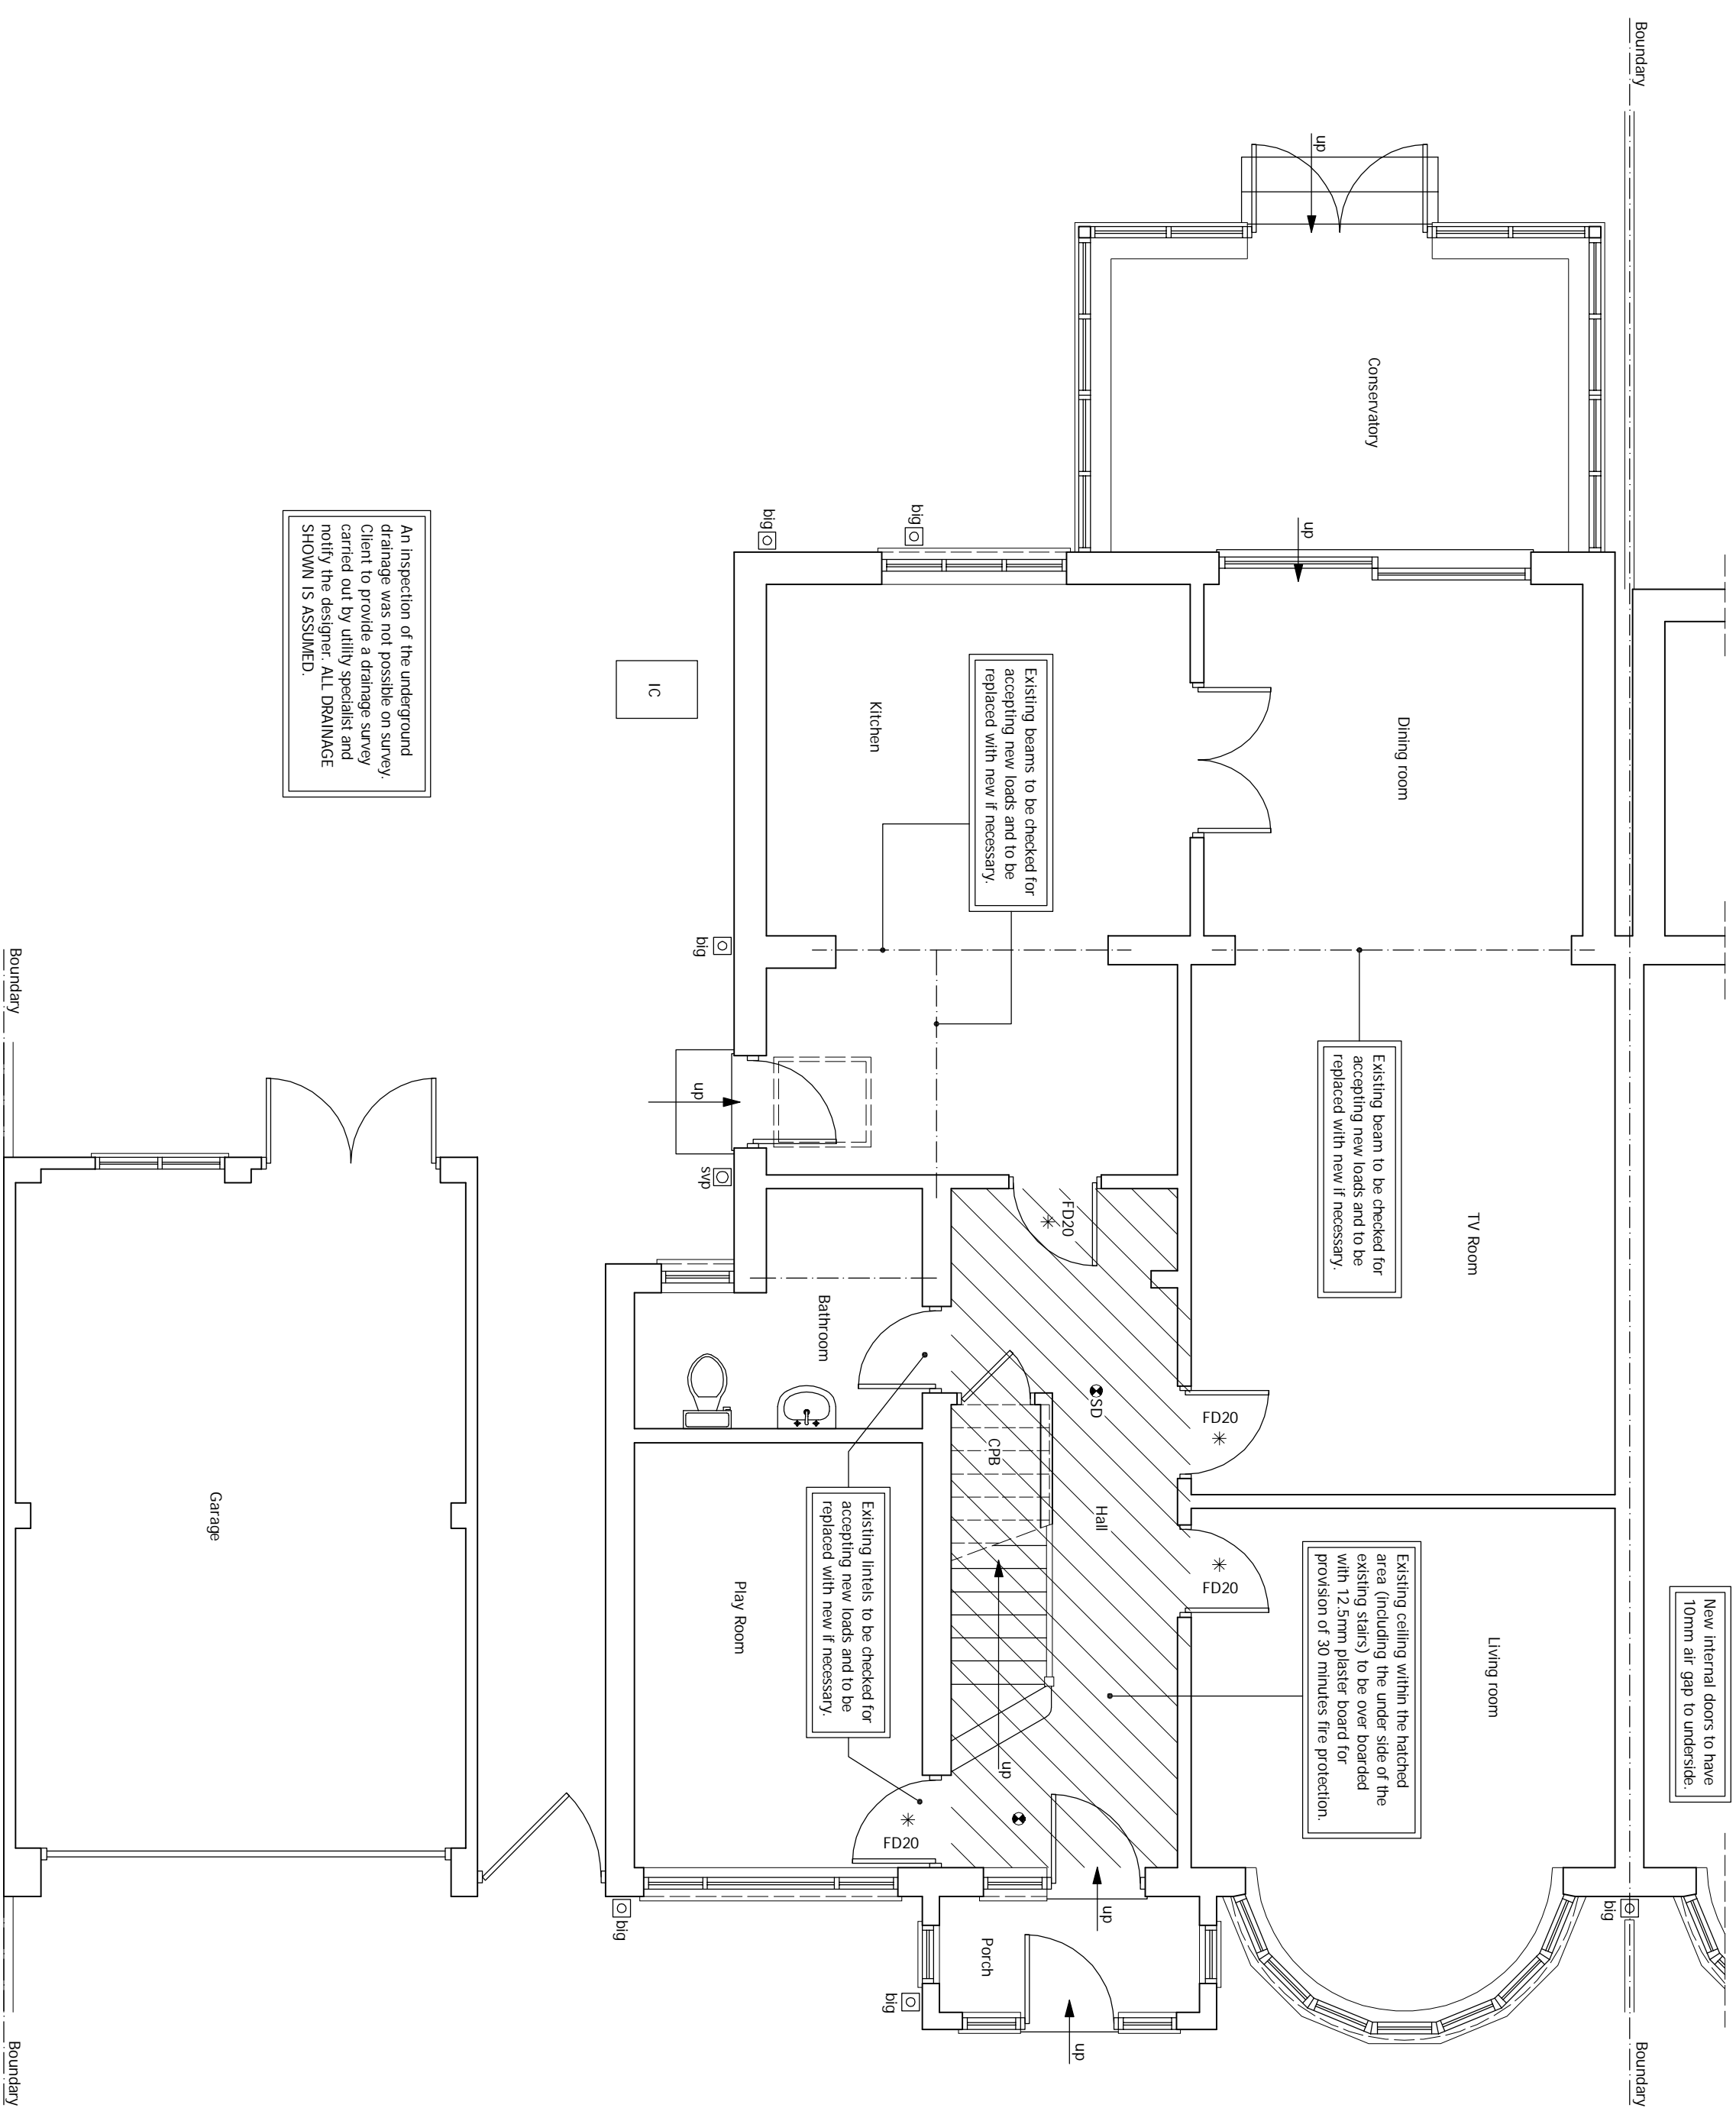 Boundary
Boundary
up
Conservatory
up
big
big
An inspection of the underground
drainage was not possible on survey.
Client to provide a drainage survey
carried out by utility specialist and
notify the designer. ALL DRAINAGE
SHOWN IS ASSUMED.
IC
Kitchen
Dining room
Existing beams to be checked for
accepting new loads and to be
replaced with new if necessary.
big
Boundary
up
svp
Existing beam to be checked for
accepting new loads and to be
replaced with new if necessary.
TV Room
FD20
Bathroom
SD
FD20
CPB
Hall
FD20
Garage
Play Room
Existing lintels to be checked for
accepting new loads and to be
replaced with new if necessary.
Existing ceiling within the hatched
area (including the under side of the
existing stairs) to be over boarded
with 12.5mm plaster board for
provision of 30 minutes fire protection.
Living room
New internal doors to have
10mm air gap to underside.
up
FD20
up
big
big
Porch
big
up
Boundary